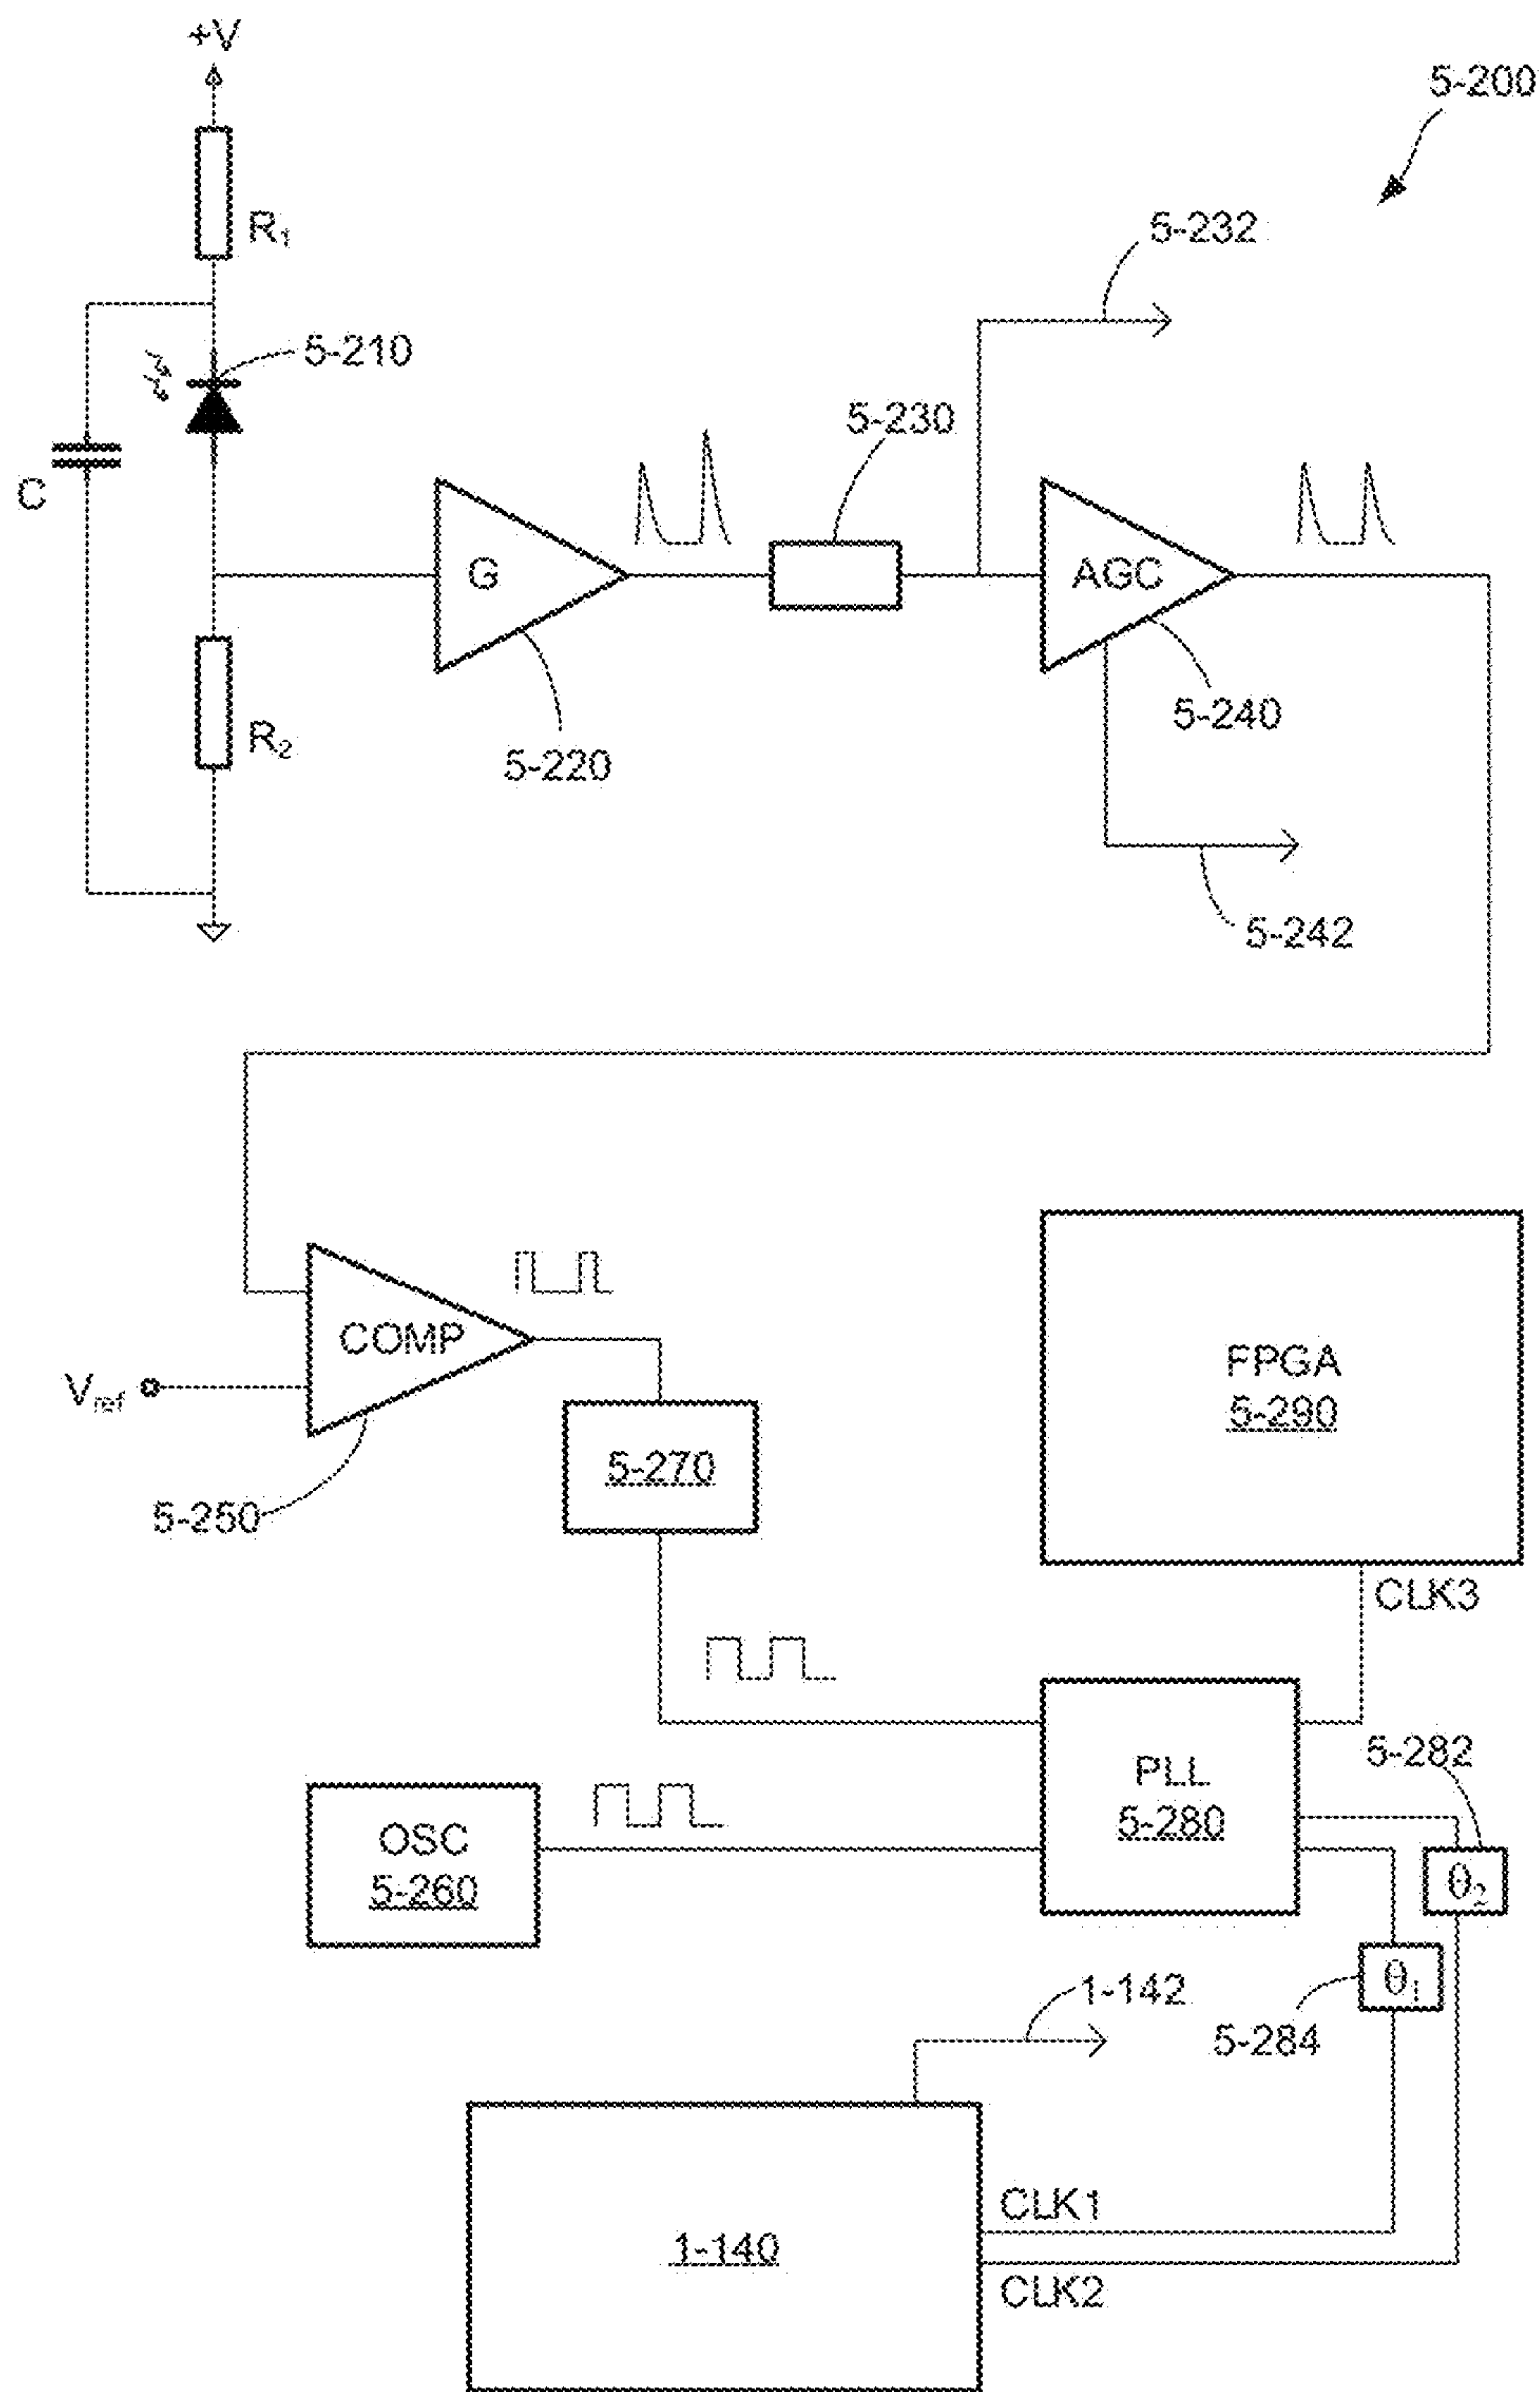 +V
5-200
R1
5-232
5-210
5-230
C
G
AGC
R2
5-220
5-240
5-242
COMP
Vref
FPGA
5-290
5-270
5-250
CLK3
5-282
PLL
5-280
OSC
5-260
θ2
θ1
1-142
5-284
CLK1
1-140
CLK2